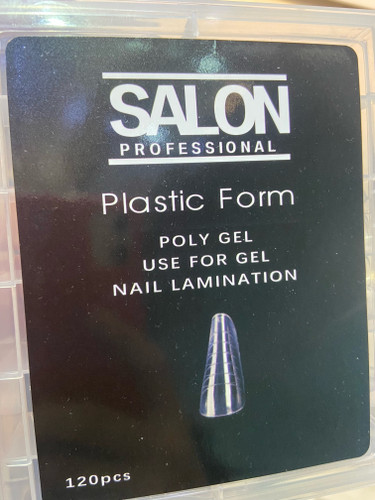 SALON
PROFESSIONAL
Plastic Form
POLY GEL
USE FOR GEL
NAIL LAMINATION
120pcs